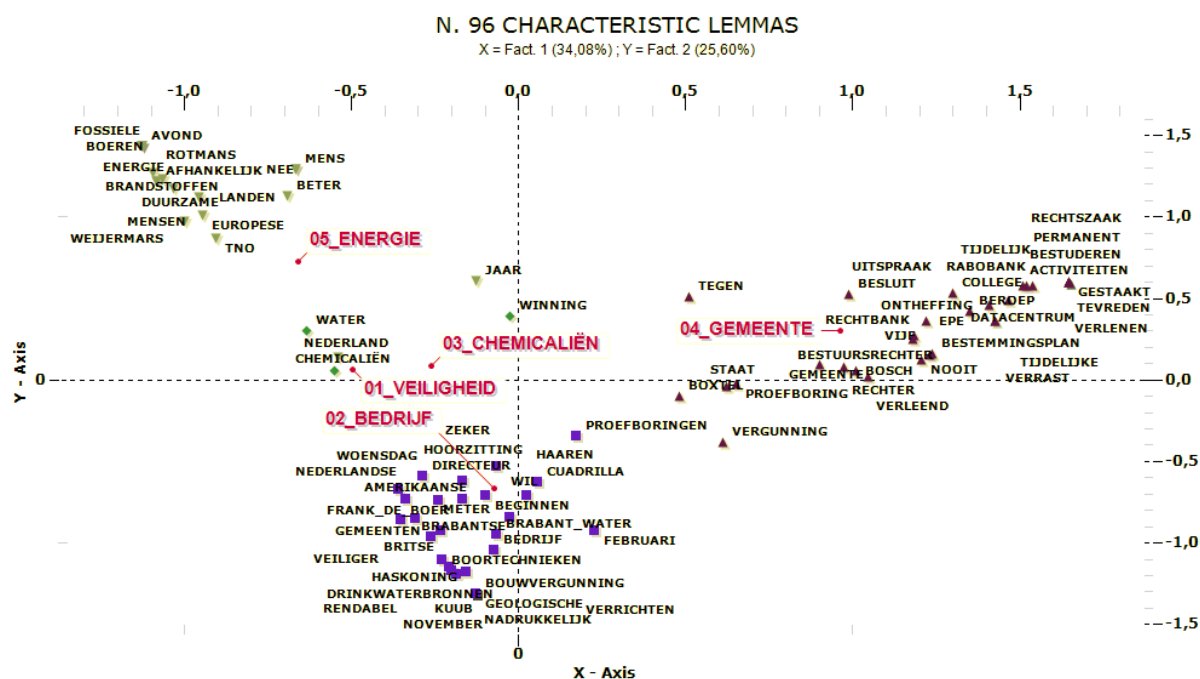 N. 96 CHARACTERISTIC LEMMAS
X = Fact. 1 (34,08%) ; Y = Fact. 2 (25,60%)
-1,0 -0,5 0,0 0,5 1,0 1,5
FOSSIELE AVOND
BOEREN
1,5
ROTMANS
MENS
ENERGIE AFHANKELIJK NEE
BRANDSTOFFEN BETER
DUURZAME LANDEN
MENSEN EUROPESE
1,0
WEIJERMARS TNO
RECHTSZAAK
05_ENERGIE
PERMANENT
TIJDELIJK BESTUDEREN
UITSPRAAK RABOBANK ACTIVITEITEN
JAAR
BESLUIT COLLEGE
TEGEN
GESTAAKT
WINNING
ONTHEFFING BEROEP TEVREDEN
0,5
WATER
RECHTBANK EPE DATACENTRUM VERLENEN
04_GEMEENTE
NEDERLAND
03_CHEMICALIËN
VIJF BESTEMMINGSPLAN
CHEMICALIËN
BESTUURSRECHTER
01_VEILIGHEID
STAAT GEMEENTE BOSCH NOOIT TIJDELIJKE
0
BOXTEL PROEFBORING RECHTER VERRAST
VERLEEND
02_BEDRIJF
ZEKER
PROEFBORINGEN
VERGUNNING
WOENSDAG HOORZITTING HAAREN
-0,5
NEDERLANDSE DIRECTEUR CUADRILLA
AMERIKAANSE WIL
FRANK_DE_BOER METER BEGINNEN
GEMEENTEN BRABANTSE BRABANT_WATER
BRITSE BEDRIJF FEBRUARI
-1,0
VEILIGER BOORTECHNIEKEN
HASKONING BOUWVERGUNNING
DRINKWATERBRONNEN
RENDABEL KUUB GEOLOGISCHE VERRICHTEN
NOVEMBER NADRUKKELIJK
-1,5
0
X - Axis
Y - Axis